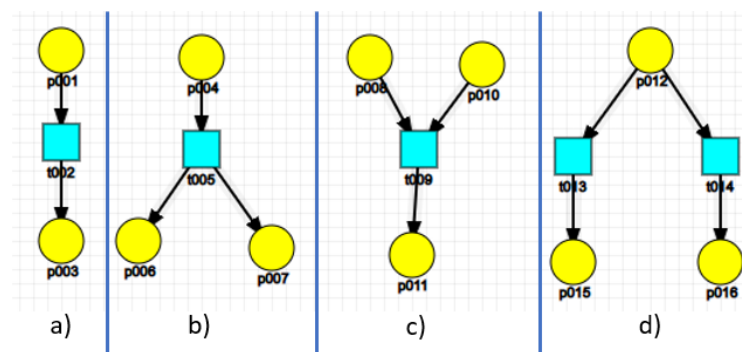 p001
t002
p003
a)
p004
t005
p006
p007
b)
p008
p010
t009
p011
c)
p012
t013
t014
p015
p016
d)